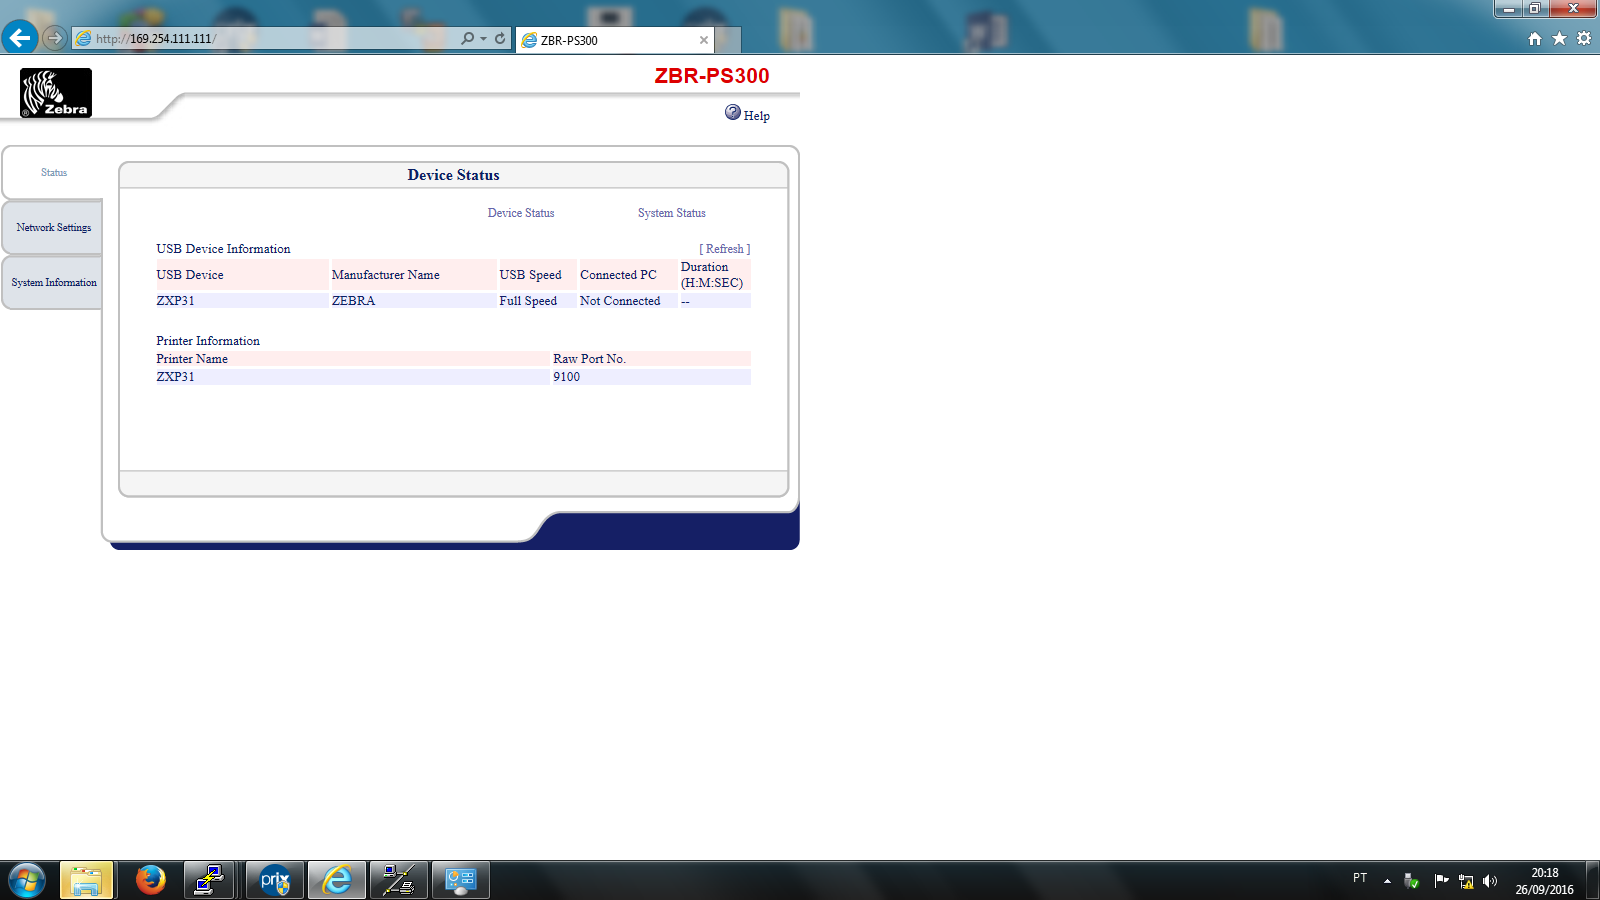 http://169.254.111.111/
ZBR-PS300
Zebra
ZBR-PS300
Help
Status
Network Settings
System Information
Device Status
Device Status
System Status
USB Device Information
[ Refresh ]
USB Device
Manufacturer Name
USB Speed
Connected PC
Duration
(H:M:SEC)
ZXP31
ZEBRA
Full Speed
Not Connected
--
Printer Information
Printer Name
Raw Port No.
ZXP31
9100
prix
PT
20:18
26/09/2016